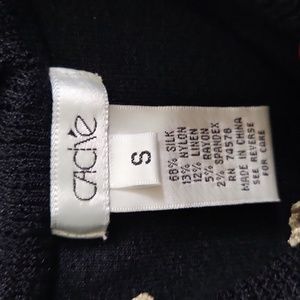 CACHE
S
68% SILK
13% NYLON
12% LINEN
5% RAYON
2% SPANDEX
RN 74578
MADE IN CHINA
SEE REVERSE
FOR CARE